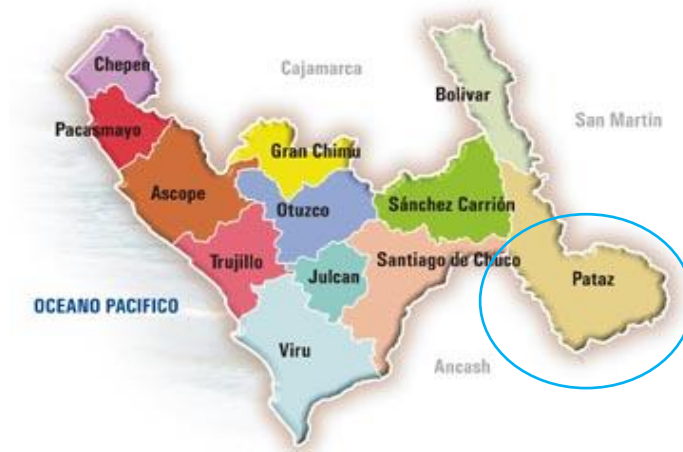 Chepen
Cajamarca
Bolivar
San Martín
Pacasmayo
Gran Chimu
Ascope
Otuzco
Sánchez Carrión
Trujillo
Julcan
Santiago de Chuco
Pataz
OCEANO PACIFICO
Viru
Ancash